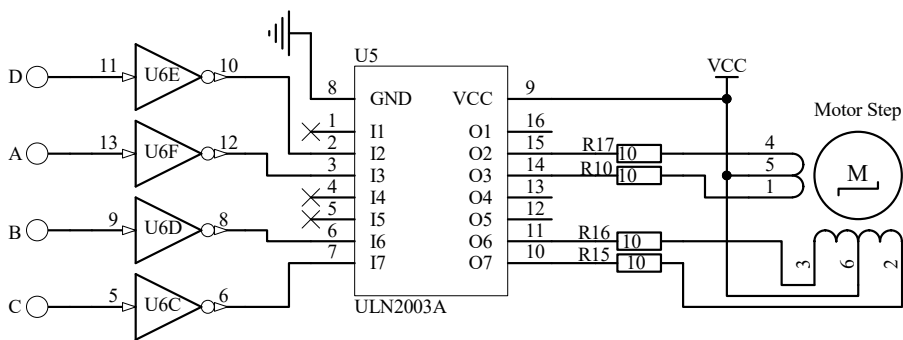 U5
VCC
D 11 U6E 10
8 GND VCC 9
Motor Step
1 I1 O1 16
A 13 U6F 12
2 I2 O2 15 R17 10 4
3 I3 O3 14 R10 10 5
M
4 I4 O4 13 1
5 I5 O5 12
B 9 U6D 8
6 I6 O6 11 R16 10
7 I7 O7 10 R15 10
3 6 2
C 5 U6C 6
ULN2003A